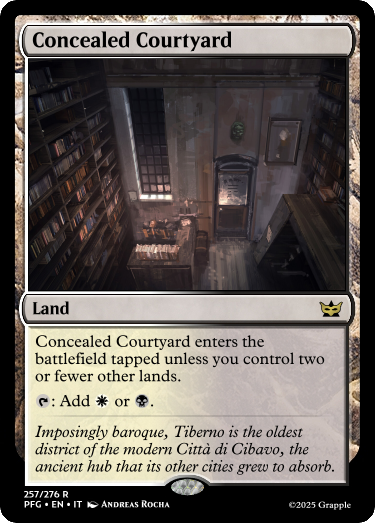 Concealed Courtyard
Land
Concealed Courtyard enters the
battlefield tapped unless you control two
or fewer other lands.
: Add or .
Imposingly baroque, Tiberno is the oldest
district of the modern Città di Cibavo, the
ancient hub that its other cities grew to absorb.
257/276 R
PFG • EN • IT Andreas Rocha
©2025 Grapple